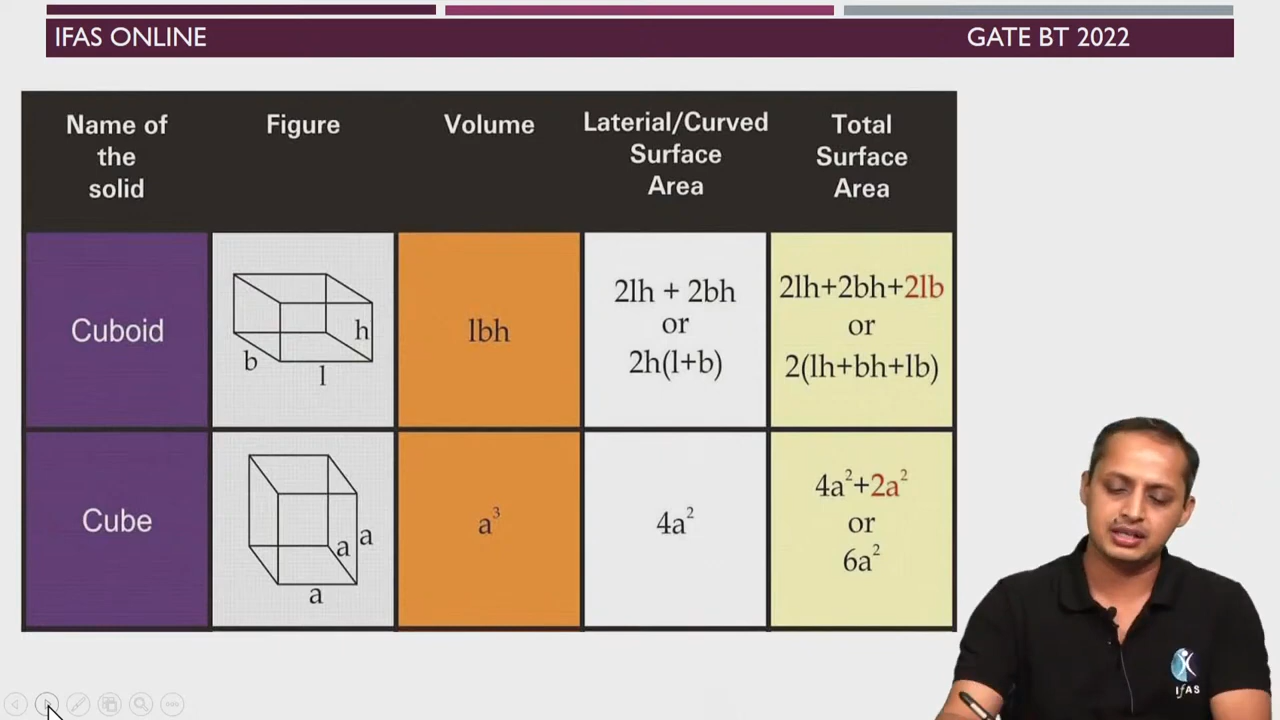 IFAS ONLINE
GATE BT 2022
Name of
the
solid
Figure
Volume
Laterial/Curved
Surface
Area
Total
Surface
Area
Cuboid
h
b
l
lbh
2lh + 2bh
or
2h(l+b)
2lh+2bh+2lb
or
2(lh+bh+lb)
Cube
a
a
a
a³
4a²
4a²+2a²
or
6a²
IfAS